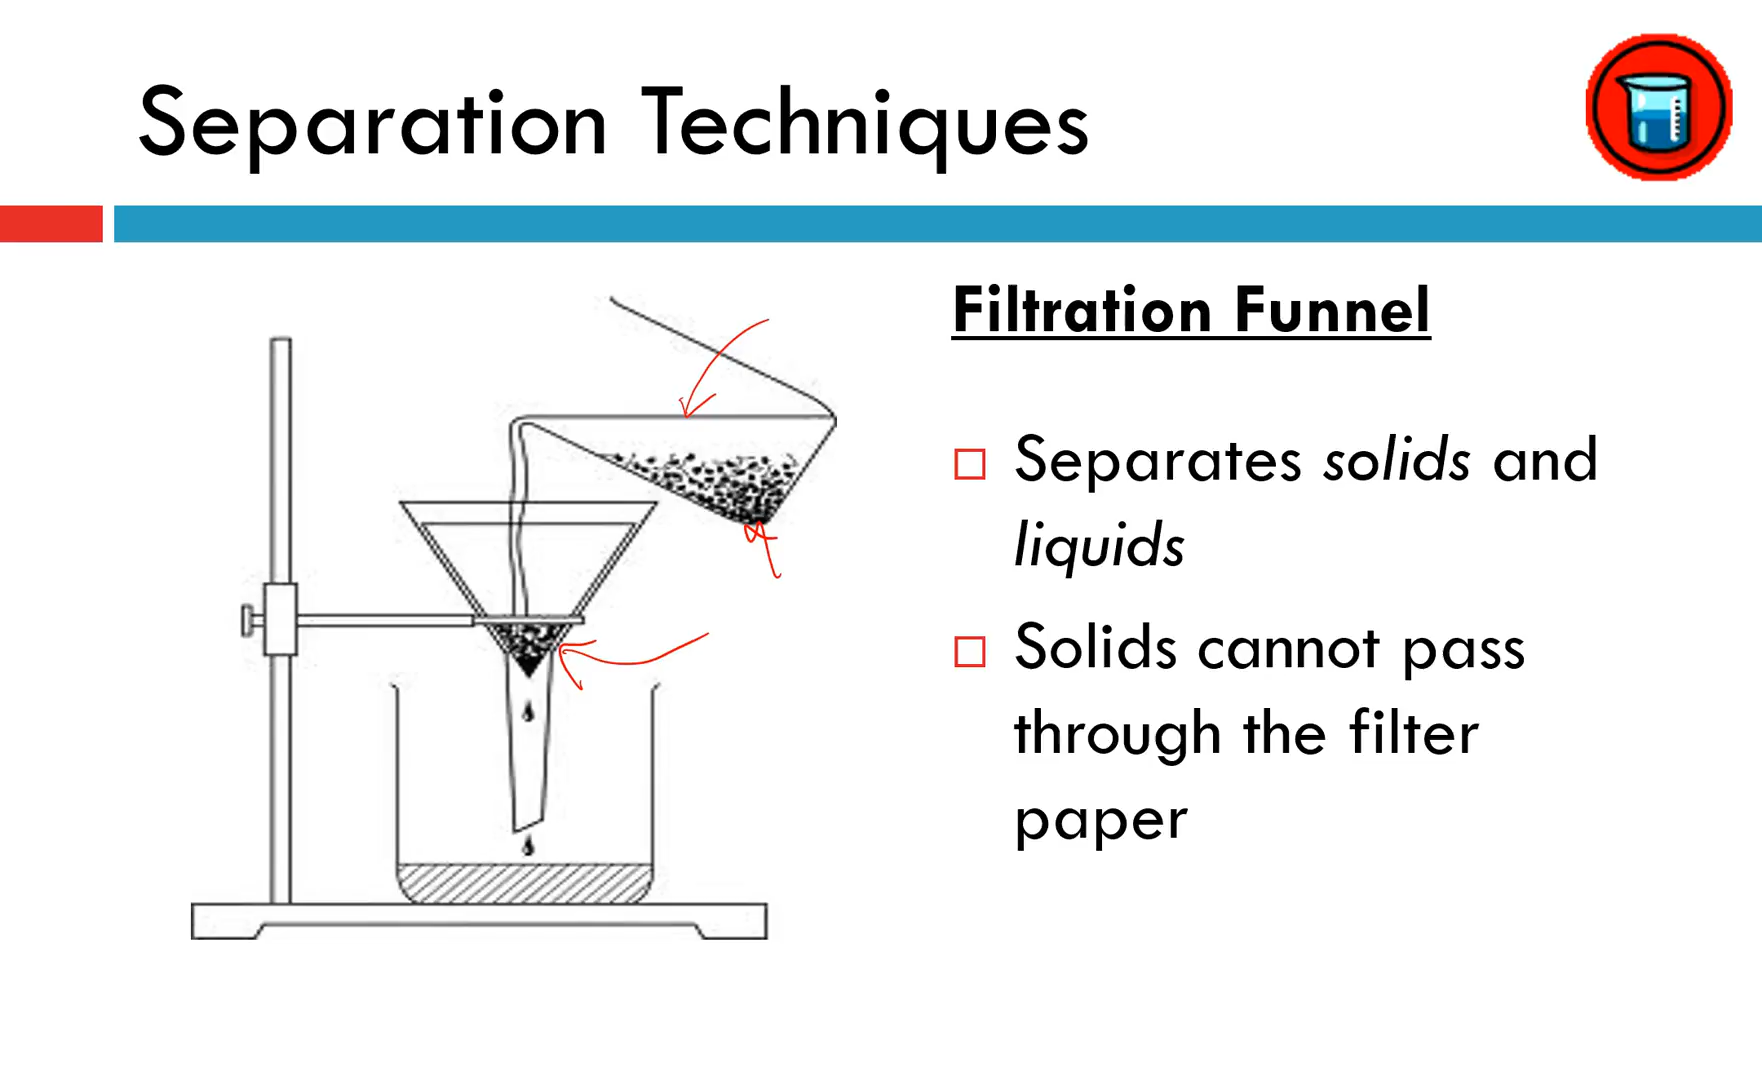 Separation Techniques
Filtration Funnel
Separates solids and
liquids
Solids cannot pass
through the filter
paper